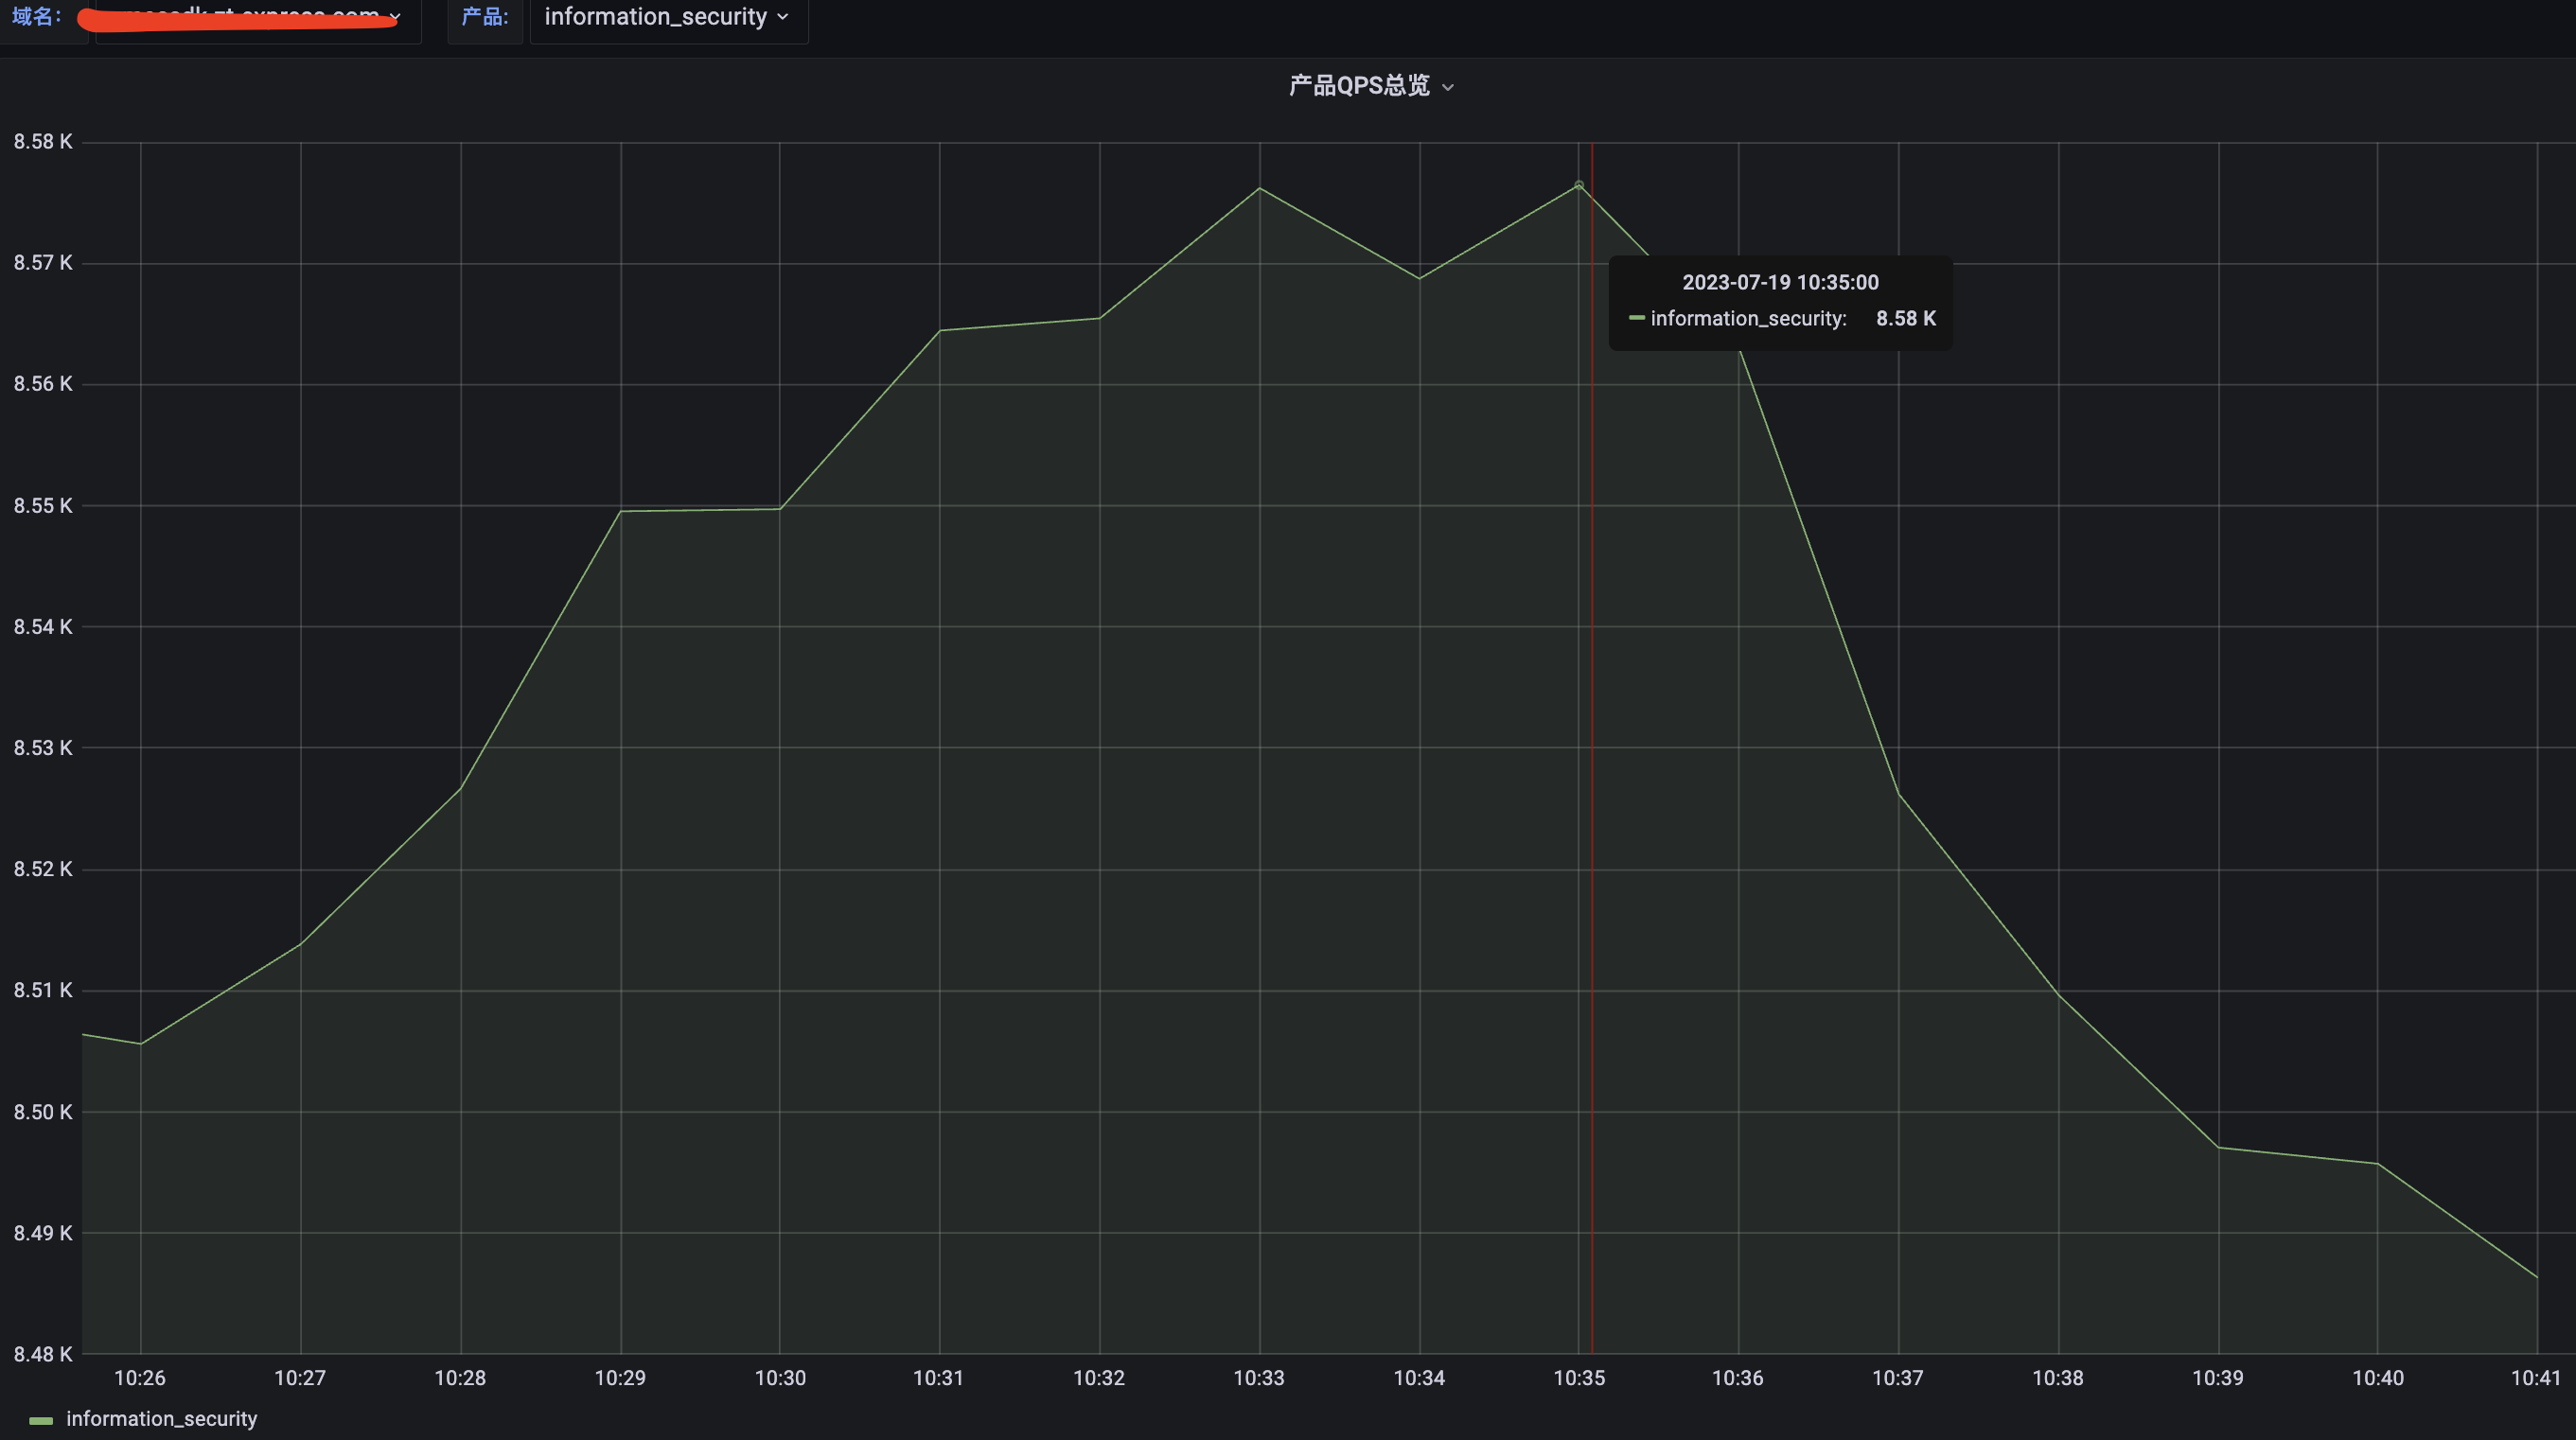 域名: 产品: information_security
产品QPS总览
8.58 K
8.57 K
8.56 K
8.55 K
8.54 K
8.53 K
8.52 K
8.51 K
8.50 K
8.49 K
8.48 K
2023-07-19 10:35:00
information_security: 8.58 K
10:26 10:27 10:28 10:29 10:30 10:31 10:32 10:33 10:34 10:35 10:36 10:37 10:38 10:39 10:40 10:41
information_security